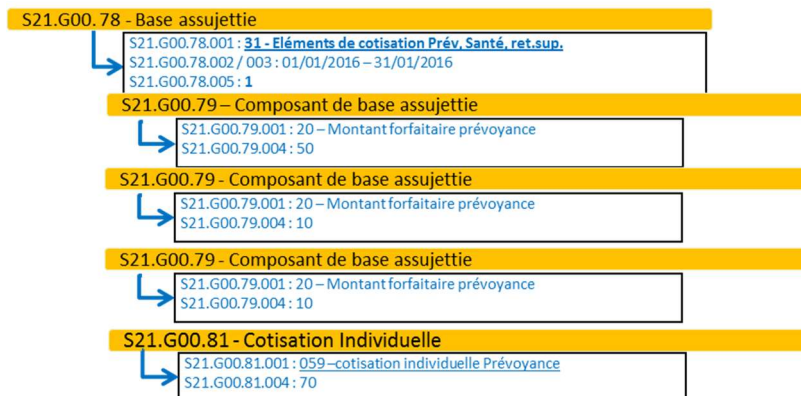 S21.G00.78 - Base assujettie
S21.G00.78.001 : 31 - Eléments de cotisation Prév, Santé, ret.sup.
S21.G00.78.002 / 003 : 01/01/2016 – 31/01/2016
S21.G00.78.005 : 1
S21.G00.79 – Composant de base assujettie
S21.G00.79.001 : 20 – Montant forfaitaire prévoyance
S21.G00.79.004 : 50
S21.G00.79 - Composant de base assujettie
S21.G00.79.001 : 20 – Montant forfaitaire prévoyance
S21.G00.79.004 : 10
S21.G00.79 - Composant de base assujettie
S21.G00.79.001 : 20 – Montant forfaitaire prévoyance
S21.G00.79.004 : 10
S21.G00.81 - Cotisation Individuelle
S21.G00.81.001 : 059 –cotisation individuelle Prévoyance
S21.G00.81.004 : 70